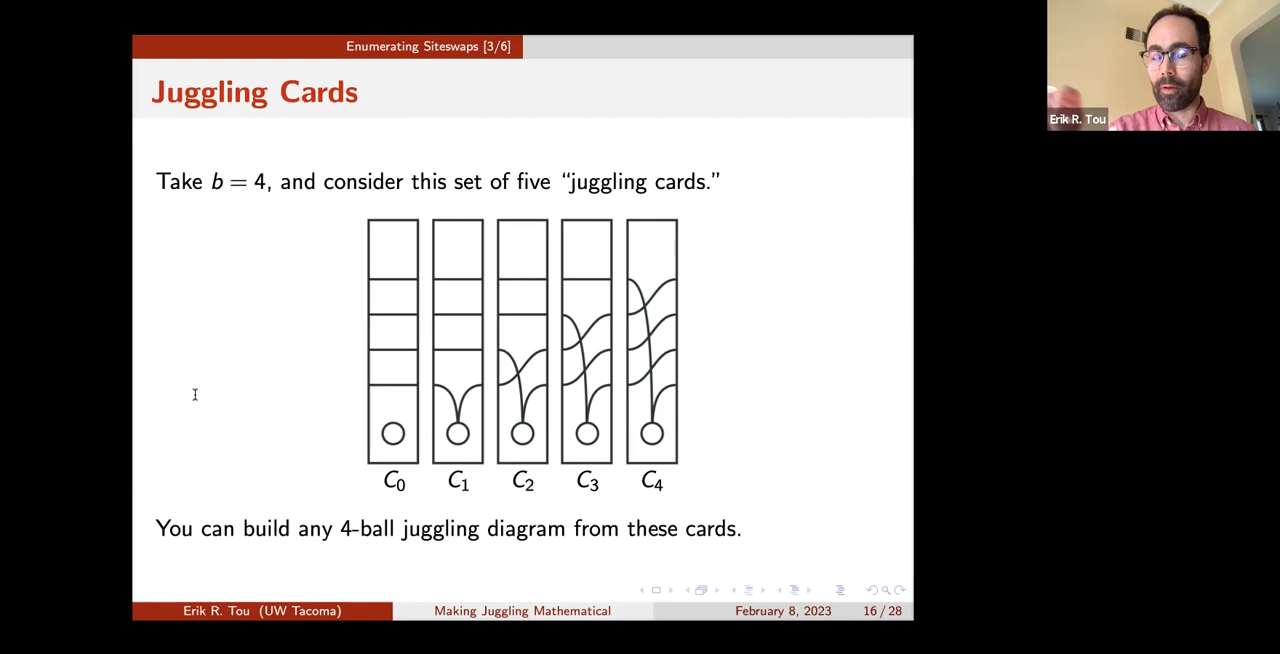 Enumerating Siteswaps [3/6]
Juggling Cards
Erik R. Tou
Take b = 4, and consider this set of five “juggling cards.”
C₀ C₁ C₂ C₃ C₄
You can build any 4-ball juggling diagram from these cards.
Erik R. Tou (UW Tacoma) Making Juggling Mathematical February 8, 2023 16 / 28